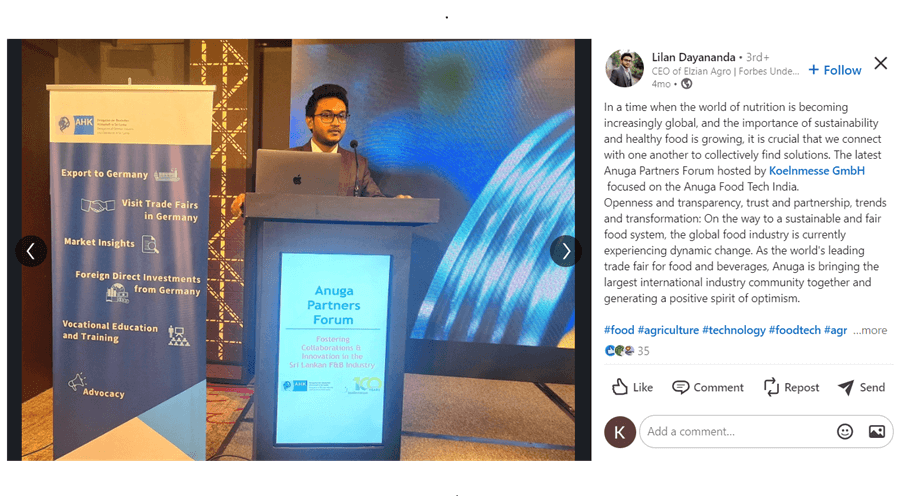 AHK
Export to Germany
Visit Trade Fairs
in Germany
Market Insights
Foreign Direct Investments
from Germany
Vocational Education
and Training
Advocacy
Anuga
Partners
Forum
Fostering
Collaborations &
Innovation in the
Sri Lankan F&B Industry
AHK
100
Lilan Dayananda • 3rd+
CEO of Elzian Agro | Forbes Unde...
4mo •
+ Follow
In a time when the world of nutrition is becoming
increasingly global, and the importance of sustainability
and healthy food is growing, it is crucial that we connect
with one another to collectively find solutions. The latest
Anuga Partners Forum hosted by Koelnmesse GmbH
focused on the Anuga Food Tech India.
Openness and transparency, trust and partnership, trends
and transformation: On the way to a sustainable and fair
food system, the global food industry is currently
experiencing dynamic change. As the world's leading
trade fair for food and beverages, Anuga is bringing the
largest international industry community together and
generating a positive spirit of optimism.
#food #agriculture #technology #foodtech #agr ...more
35
Like Comment Repost Send
K
Add a comment...